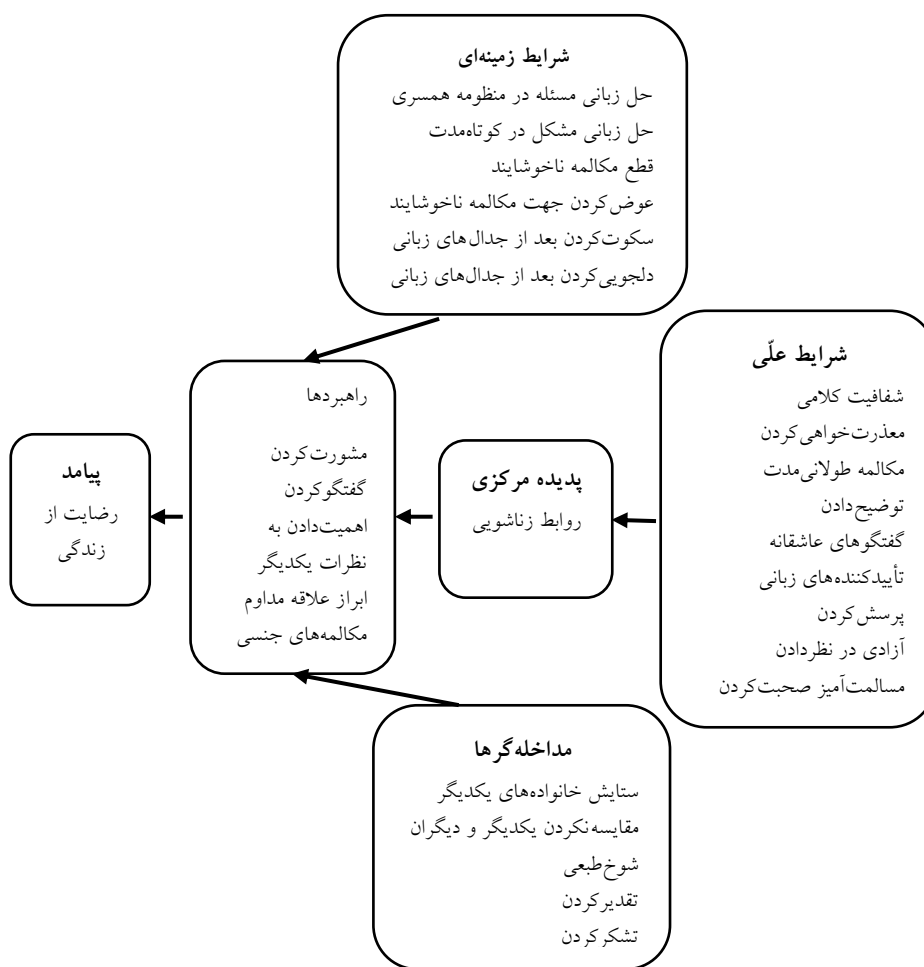 شرایط زمینه‌ای
حل زبانی مسئله در منظومه همسری
حل زبانی مشکل در کوتاه‌مدت
قطع مکالمه ناخوشایند
عوض‌کردن جهت مکالمه ناخوشایند
سکوت‌کردن بعد از جدال‌های زبانی
دلجویی‌کردن بعد از جدال‌های زبانی
شرایط علّی
شفافیت کلامی
معذرت‌خواهی‌کردن
مکالمه طولانی‌مدت
توضیح‌دادن
گفتگوهای عاشقانه
تأییدکننده‌های زبانی
پرسش‌کردن
آزادی در نظردادن
مسالمت‌آمیز صحبت‌کردن
پدیده مرکزی
روابط زناشویی
راهبردها
مشورت‌کردن
گفتگوکردن
اهمیت‌دادن به
نظرات یکدیگر
ابراز علاقه مداوم
مکالمه‌های جنسی
پیامد
رضایت از
زندگی
مداخله‌گرها
ستایش خانواده‌های یکدیگر
مقایسه‌نکردن یکدیگر و دیگران
شوخ‌طبعی
تقدیرکردن
تشکرکردن